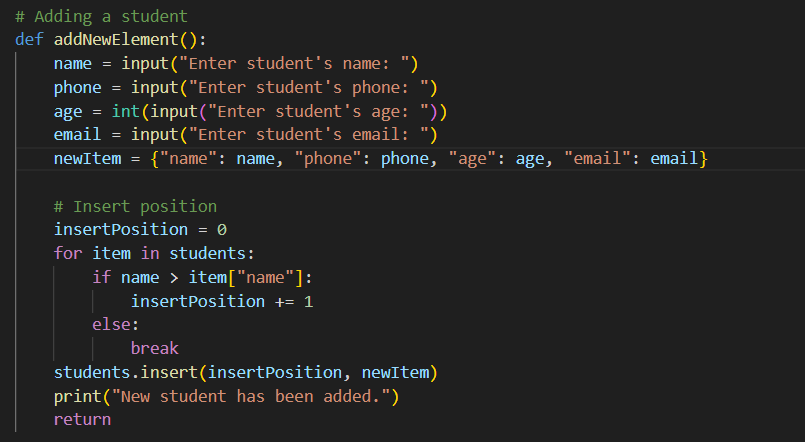 # Adding a student
def addNewElement():
    name = input("Enter student's name: ")
    phone = input("Enter student's phone: ")
    age = int(input("Enter student's age: "))
    email = input("Enter student's email: ")
    newItem = {"name": name, "phone": phone, "age": age, "email": email}

    # Insert position
    insertPosition = 0
    for item in students:
        if name > item["name"]:
            insertPosition += 1
        else:
            break
    students.insert(insertPosition, newItem)
    print("New student has been added.")
    return